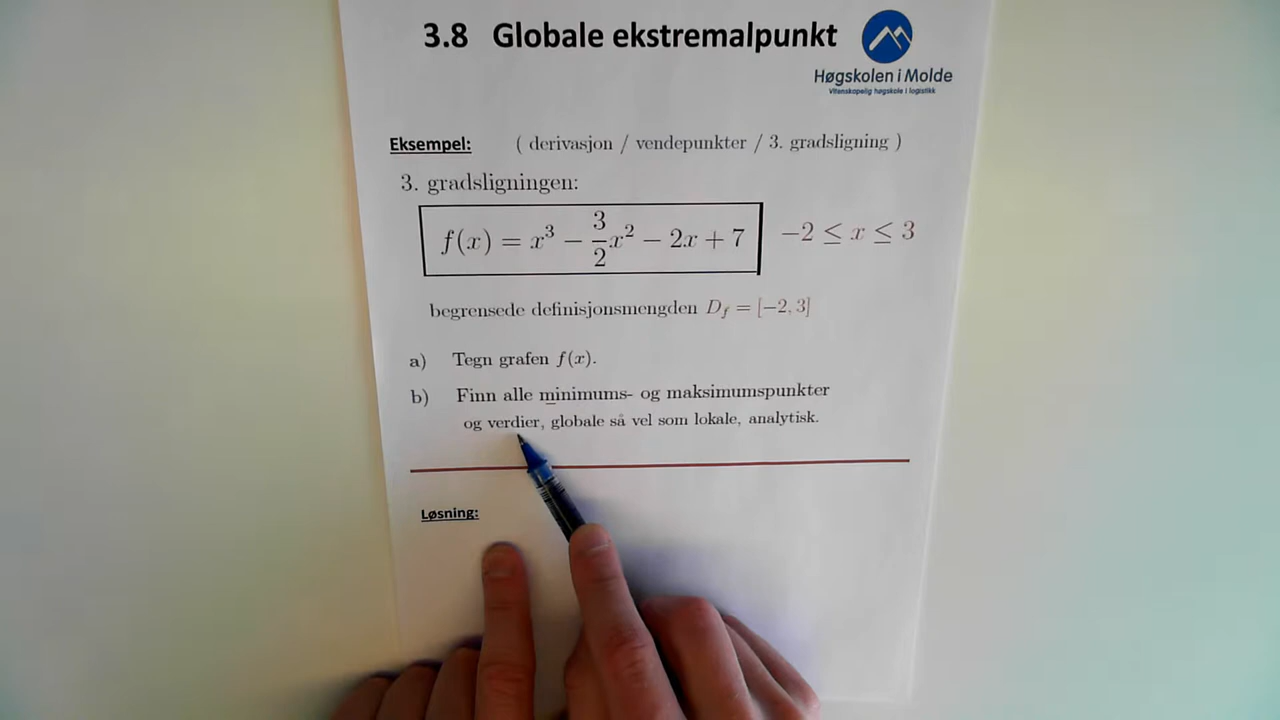 3.8 Globale ekstremalpunkt
Høgskolen i Molde
Vitenskapelig høgskole i logistikk
Eksempel: ( derivasjon / vendepunkter / 3. gradsligning )
3. gradsligningen:
f(x) = x³ − 3/2 x² − 2x + 7 −2 ≤ x ≤ 3
begrensede definisjonsmengden D_f = [−2, 3]
a) Tegn grafen f(x).
b) Finn alle minimums- og maksimumspunkter
og verdier, globale så vel som lokale, analytisk.
Løsning: